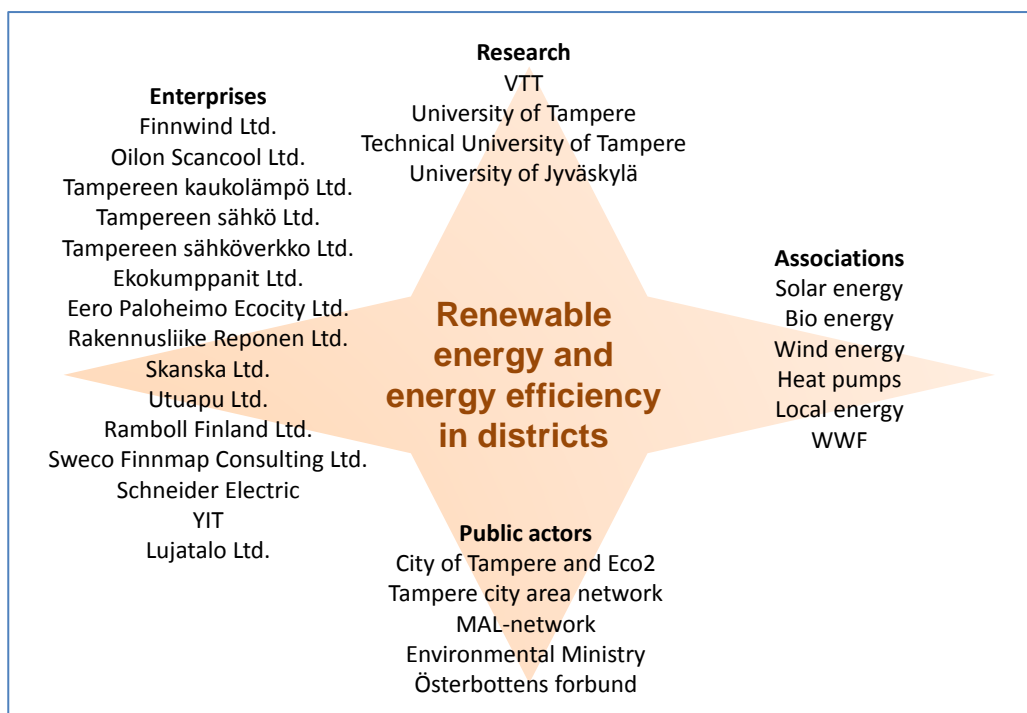 Research
VTT
University of Tampere
Technical University of Tampere
University of Jyväskylä
Enterprises
Finnwind Ltd.
Oilon Scancool Ltd.
Tampereen kaukolämpö Ltd.
Tampereen sähkö Ltd.
Tampereen sähköverkko Ltd.
Ekokumppanit Ltd.
Eero Paloheimo Ecocity Ltd.
Rakennusliike Reponen Ltd.
Skanska Ltd.
Utuapu Ltd.
Ramboll Finland Ltd.
Sweco Finnmap Consulting Ltd.
Schneider Electric
YIT
Lujatalo Ltd.
Renewable
energy and
energy efficiency
in districts
Associations
Solar energy
Bio energy
Wind energy
Heat pumps
Local energy
WWF
Public actors
City of Tampere and Eco2
Tampere city area network
MAL-network
Environmental Ministry
Österbottens forbund